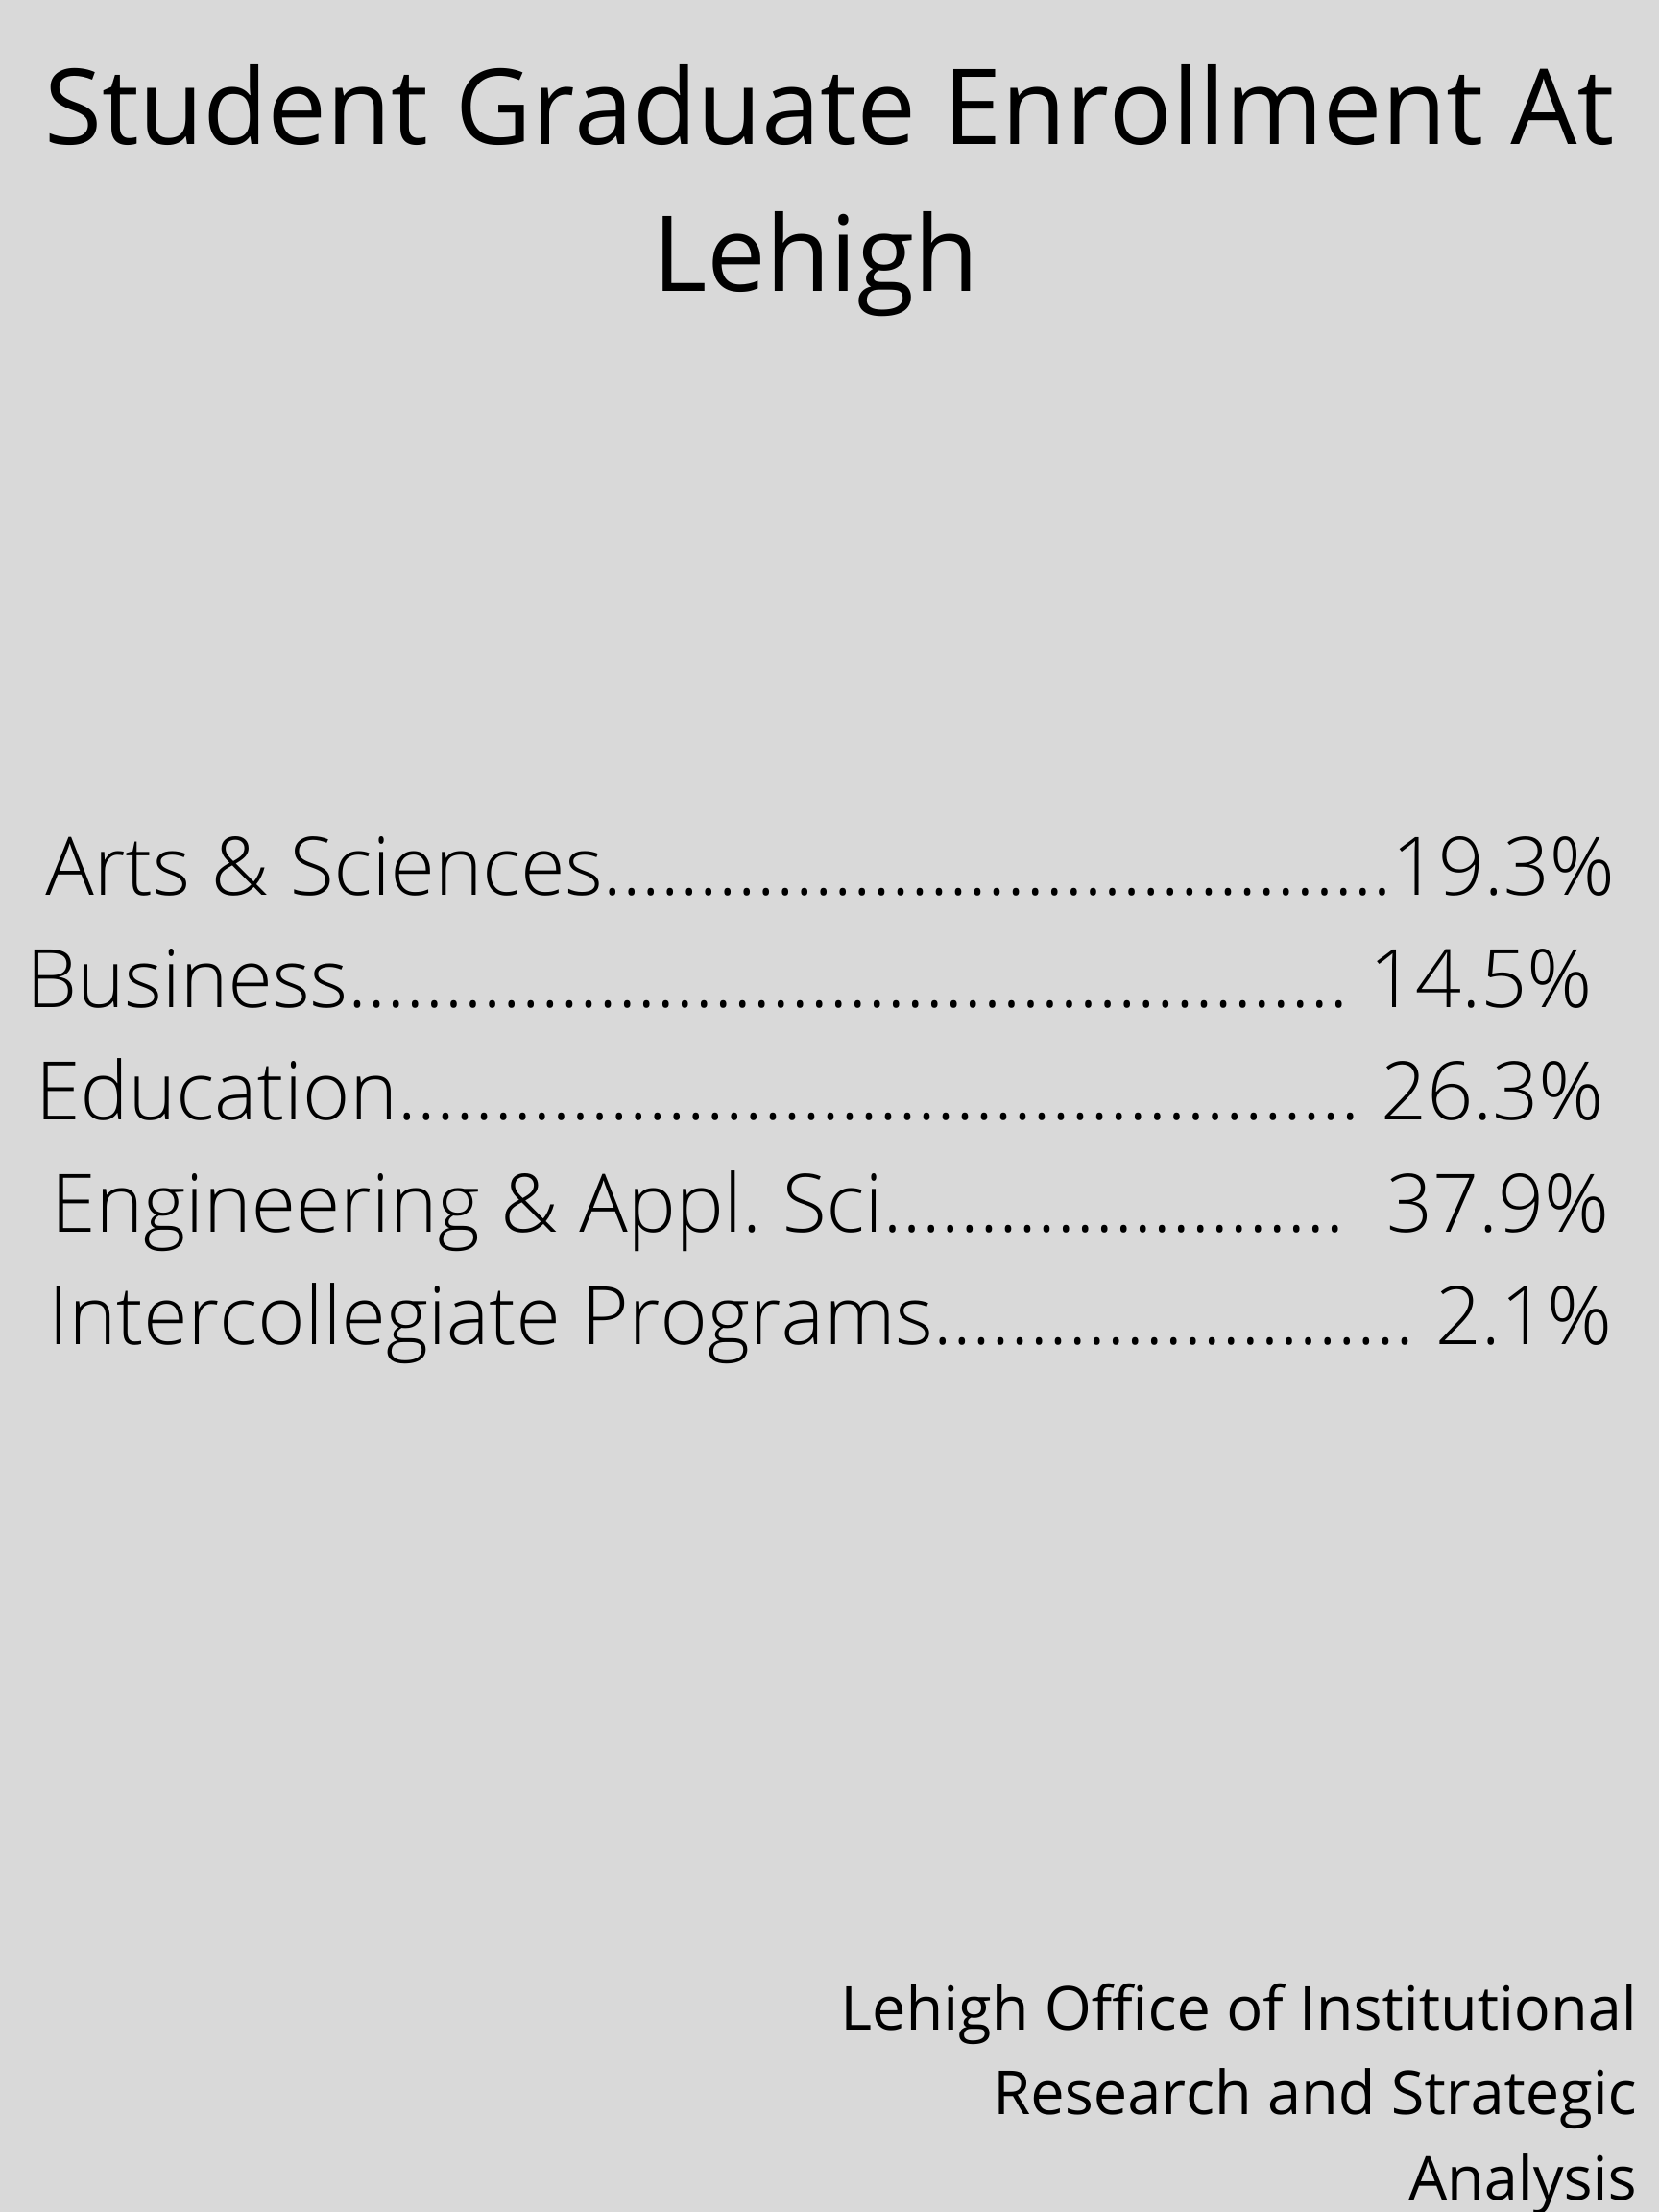 Student Graduate Enrollment At
Lehigh
Arts & Sciences.........................................19.3%
Business.................................................... 14.5%
Education.................................................. 26.3%
Engineering & Appl. Sci........................ 37.9%
Intercollegiate Programs......................... 2.1%
Lehigh Office of Institutional
Research and Strategic
Analysis